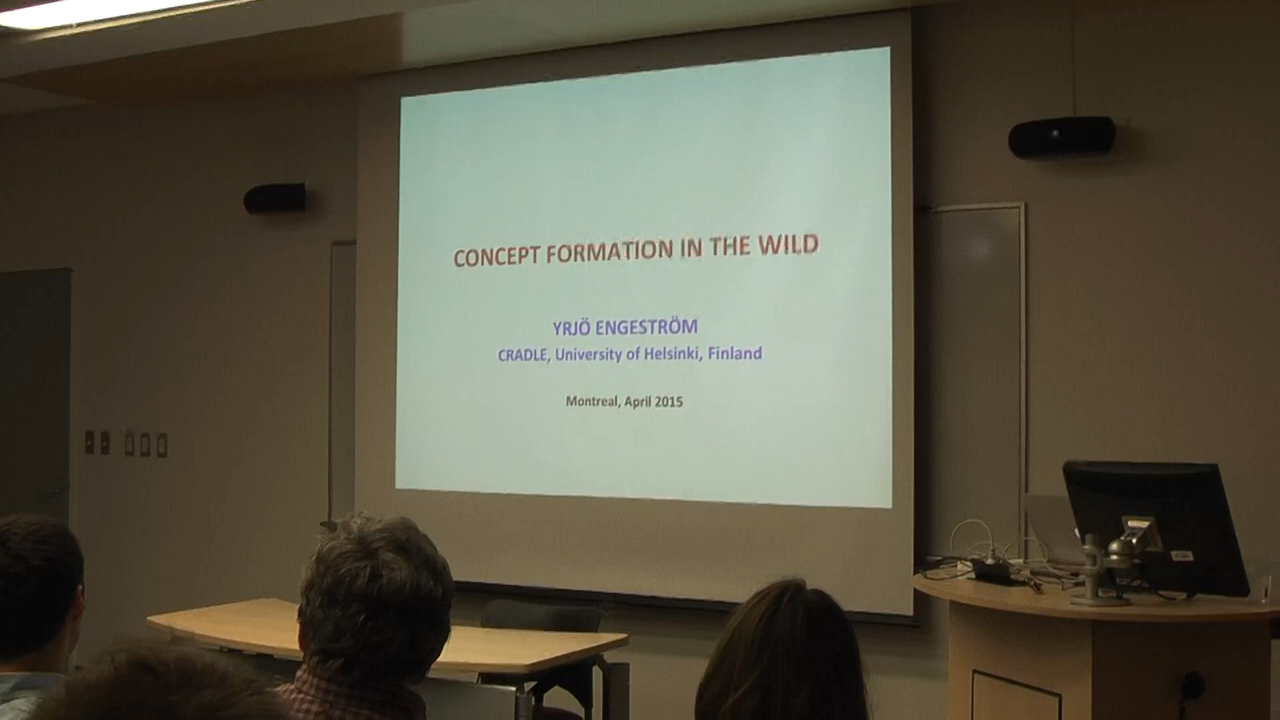 CONCEPT FORMATION IN THE WILD
YRJÖ ENGESTRÖM
CRADLE, University of Helsinki, Finland
Montreal, April 2015